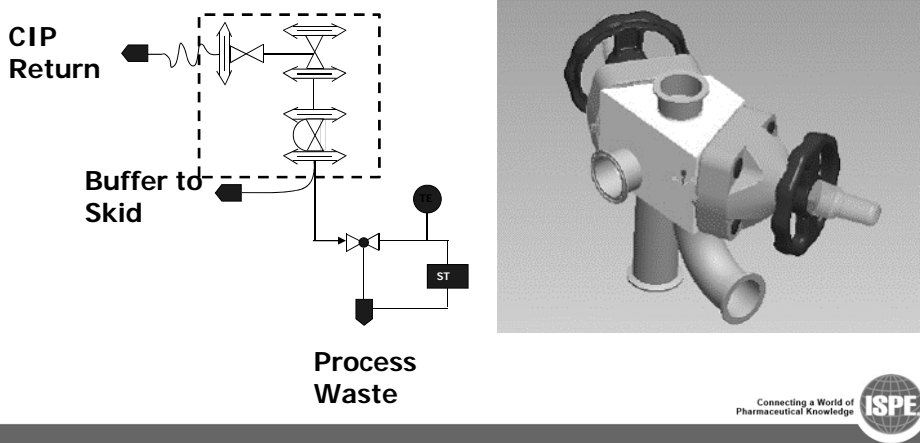 CIP
Return
Buffer to
Skid
TE
ST
Process
Waste
Connecting a World of
Pharmaceutical Knowledge
ISPE